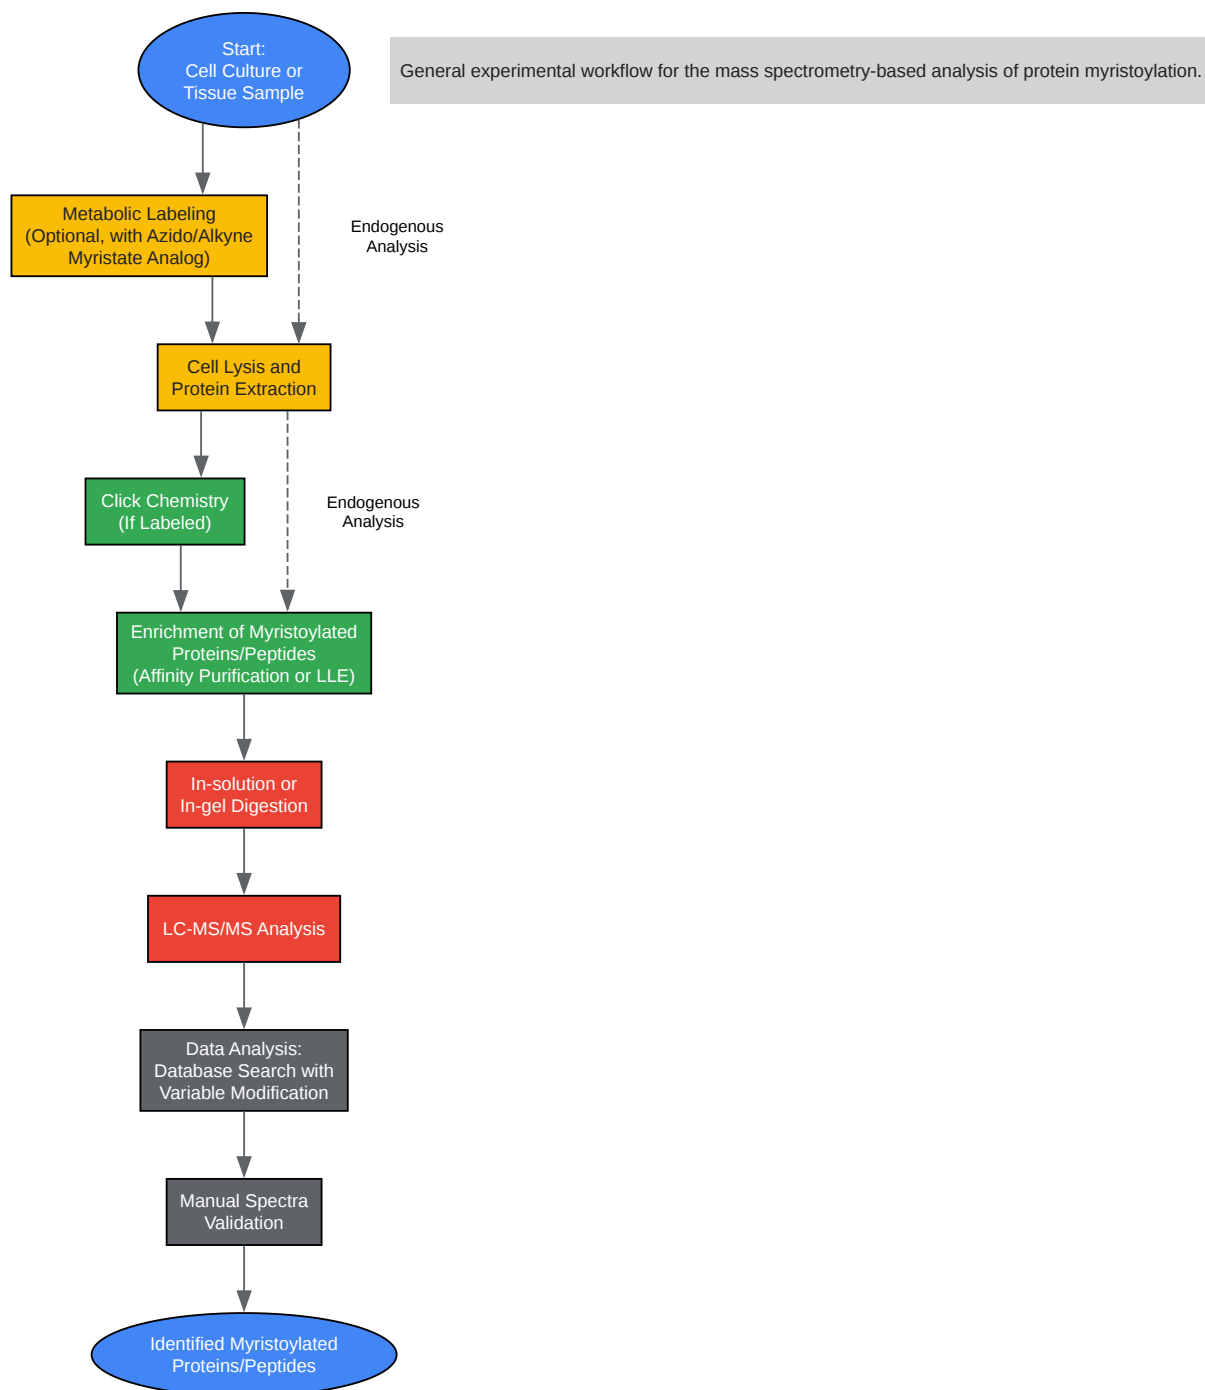 Start:
Cell Culture or
Tissue Sample
General experimental workflow for the mass spectrometry-based analysis of protein myristoylation.
Metabolic Labeling
(Optional, with Azido/Alkyne
Myristate Analog)
Endogenous
Analysis
Cell Lysis and
Protein Extraction
Click Chemistry
(If Labeled)
Endogenous
Analysis
Enrichment of Myristoylated
Proteins/Peptides
(Affinity Purification or LLE)
In-solution or
In-gel Digestion
LC-MS/MS Analysis
Data Analysis:
Database Search with
Variable Modification
Manual Spectra
Validation
Identified Myristoylated
Proteins/Peptides